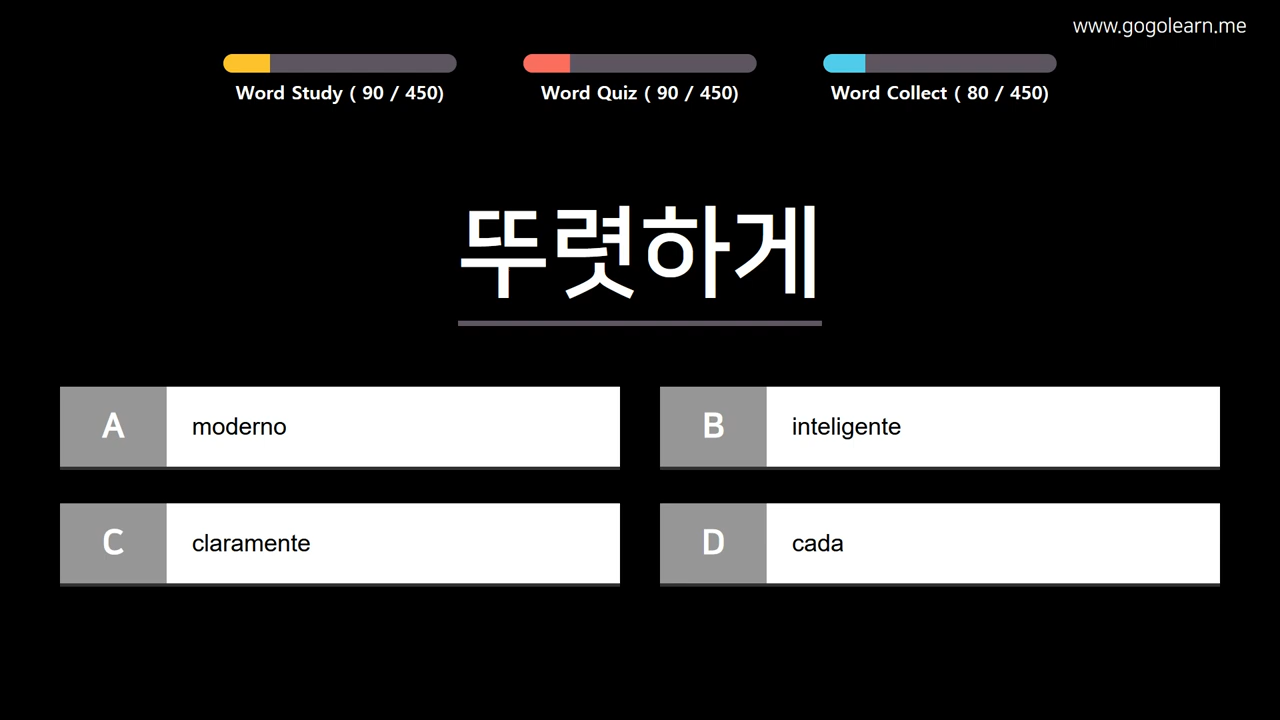 www.gogolearn.me
Word Study ( 90 / 450)
Word Quiz ( 90 / 450)
Word Collect ( 80 / 450)
뚜렷하게
A moderno
B inteligente
C claramente
D cada